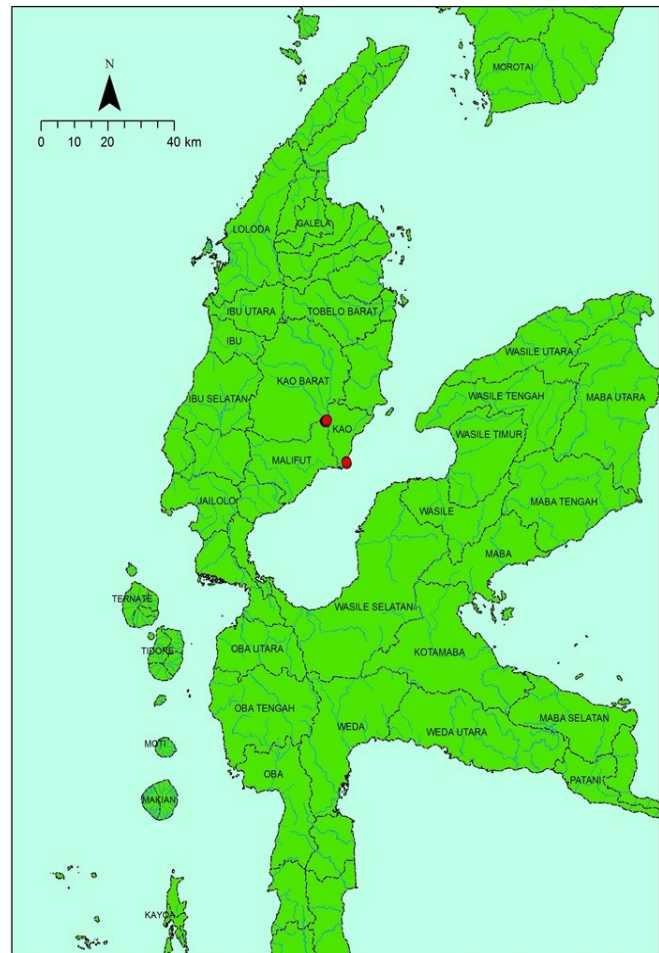 MOROTAI
N
0 10 20 40 km
LOLODA
GALELA
IBU UTARA
TOBELO BARAT
IBU
WASILE UTARA
KAO BARAT
WASILE TENGAH
MABA UTARA
IBU SELATAN
KAO
WASILE TIMUR
MALIFUT
JAILOLO
WASILE
MABA TENGAH
MABA
TERNATE
WASILE SELATAN
OBA UTARA
TIDORE
KOTAMABA
OBA TENGAH
WEDA
WEDA UTARA
MABA SELATAN
MOTI
OBA
PATANI
MAKIAN
KAYOA